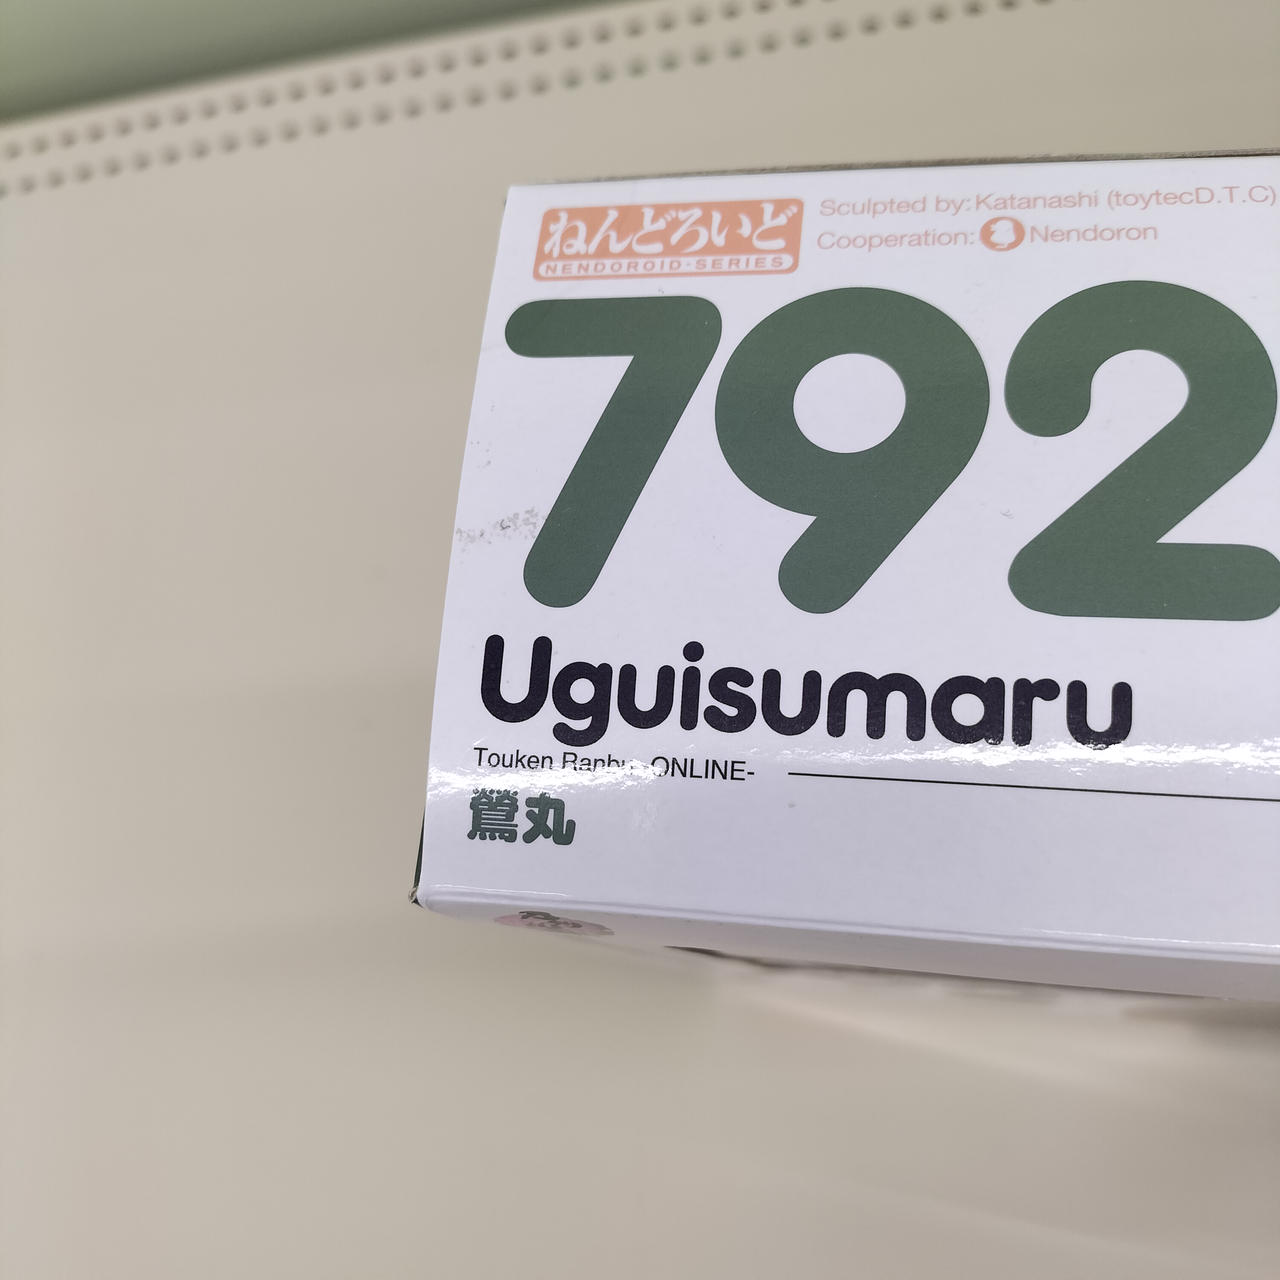 ねんどろいど
NENDOROID·SERIES
Sculpted by: Katanashi (toytecD.T.C)
Cooperation: Nendoron
792
Uguisumaru
Touken Ranbu -ONLINE-
鶯丸